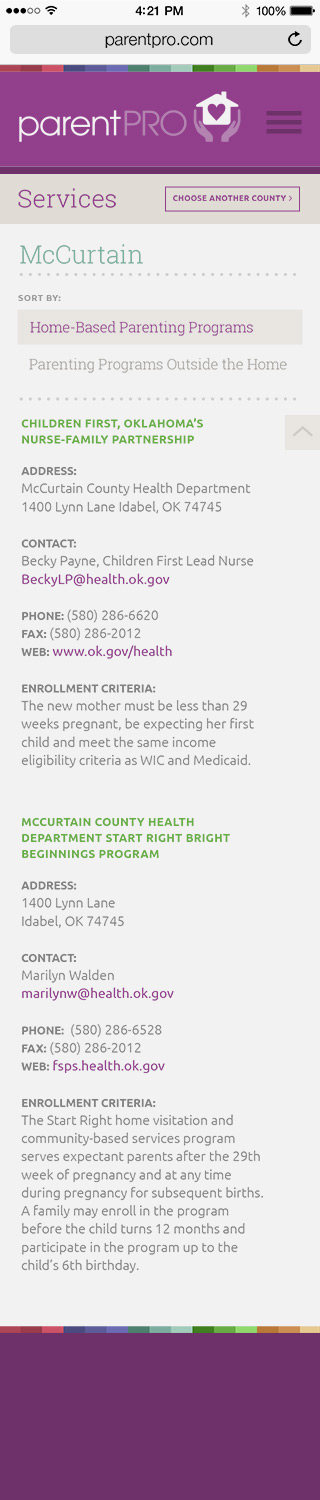 4:21 PM 100%
parentpro.com
parentPRO
Services
CHOOSE ANOTHER COUNTY >
McCurtain
SORT BY:
Home-Based Parenting Programs
Parenting Programs Outside the Home
CHILDREN FIRST, OKLAHOMA'S
NURSE-FAMILY PARTNERSHIP
ADDRESS:
McCurtain County Health Department
1400 Lynn Lane Idabel, OK 74745
CONTACT:
Becky Payne, Children First Lead Nurse
BeckyLP@health.ok.gov
PHONE: (580) 286-6620
FAX: (580) 286-2012
WEB: www.ok.gov/health
ENROLLMENT CRITERIA:
The new mother must be less than 29
weeks pregnant, be expecting her first
child and meet the same income
eligibility criteria as WIC and Medicaid.
MCCURTAIN COUNTY HEALTH
DEPARTMENT START RIGHT BRIGHT
BEGINNINGS PROGRAM
ADDRESS:
1400 Lynn Lane
Idabel, OK 74745
CONTACT:
Marilyn Walden
marilynw@health.ok.gov
PHONE: (580) 286-6528
FAX: (580) 286-2012
WEB: fsps.health.ok.gov
ENROLLMENT CRITERIA:
The Start Right home visitation and
community-based services program
serves expectant parents after the 29th
week of pregnancy and at any time
during pregnancy for subsequent births.
A family may enroll in the program
before the child turns 12 months and
participate in the program up to the
child's 6th birthday.